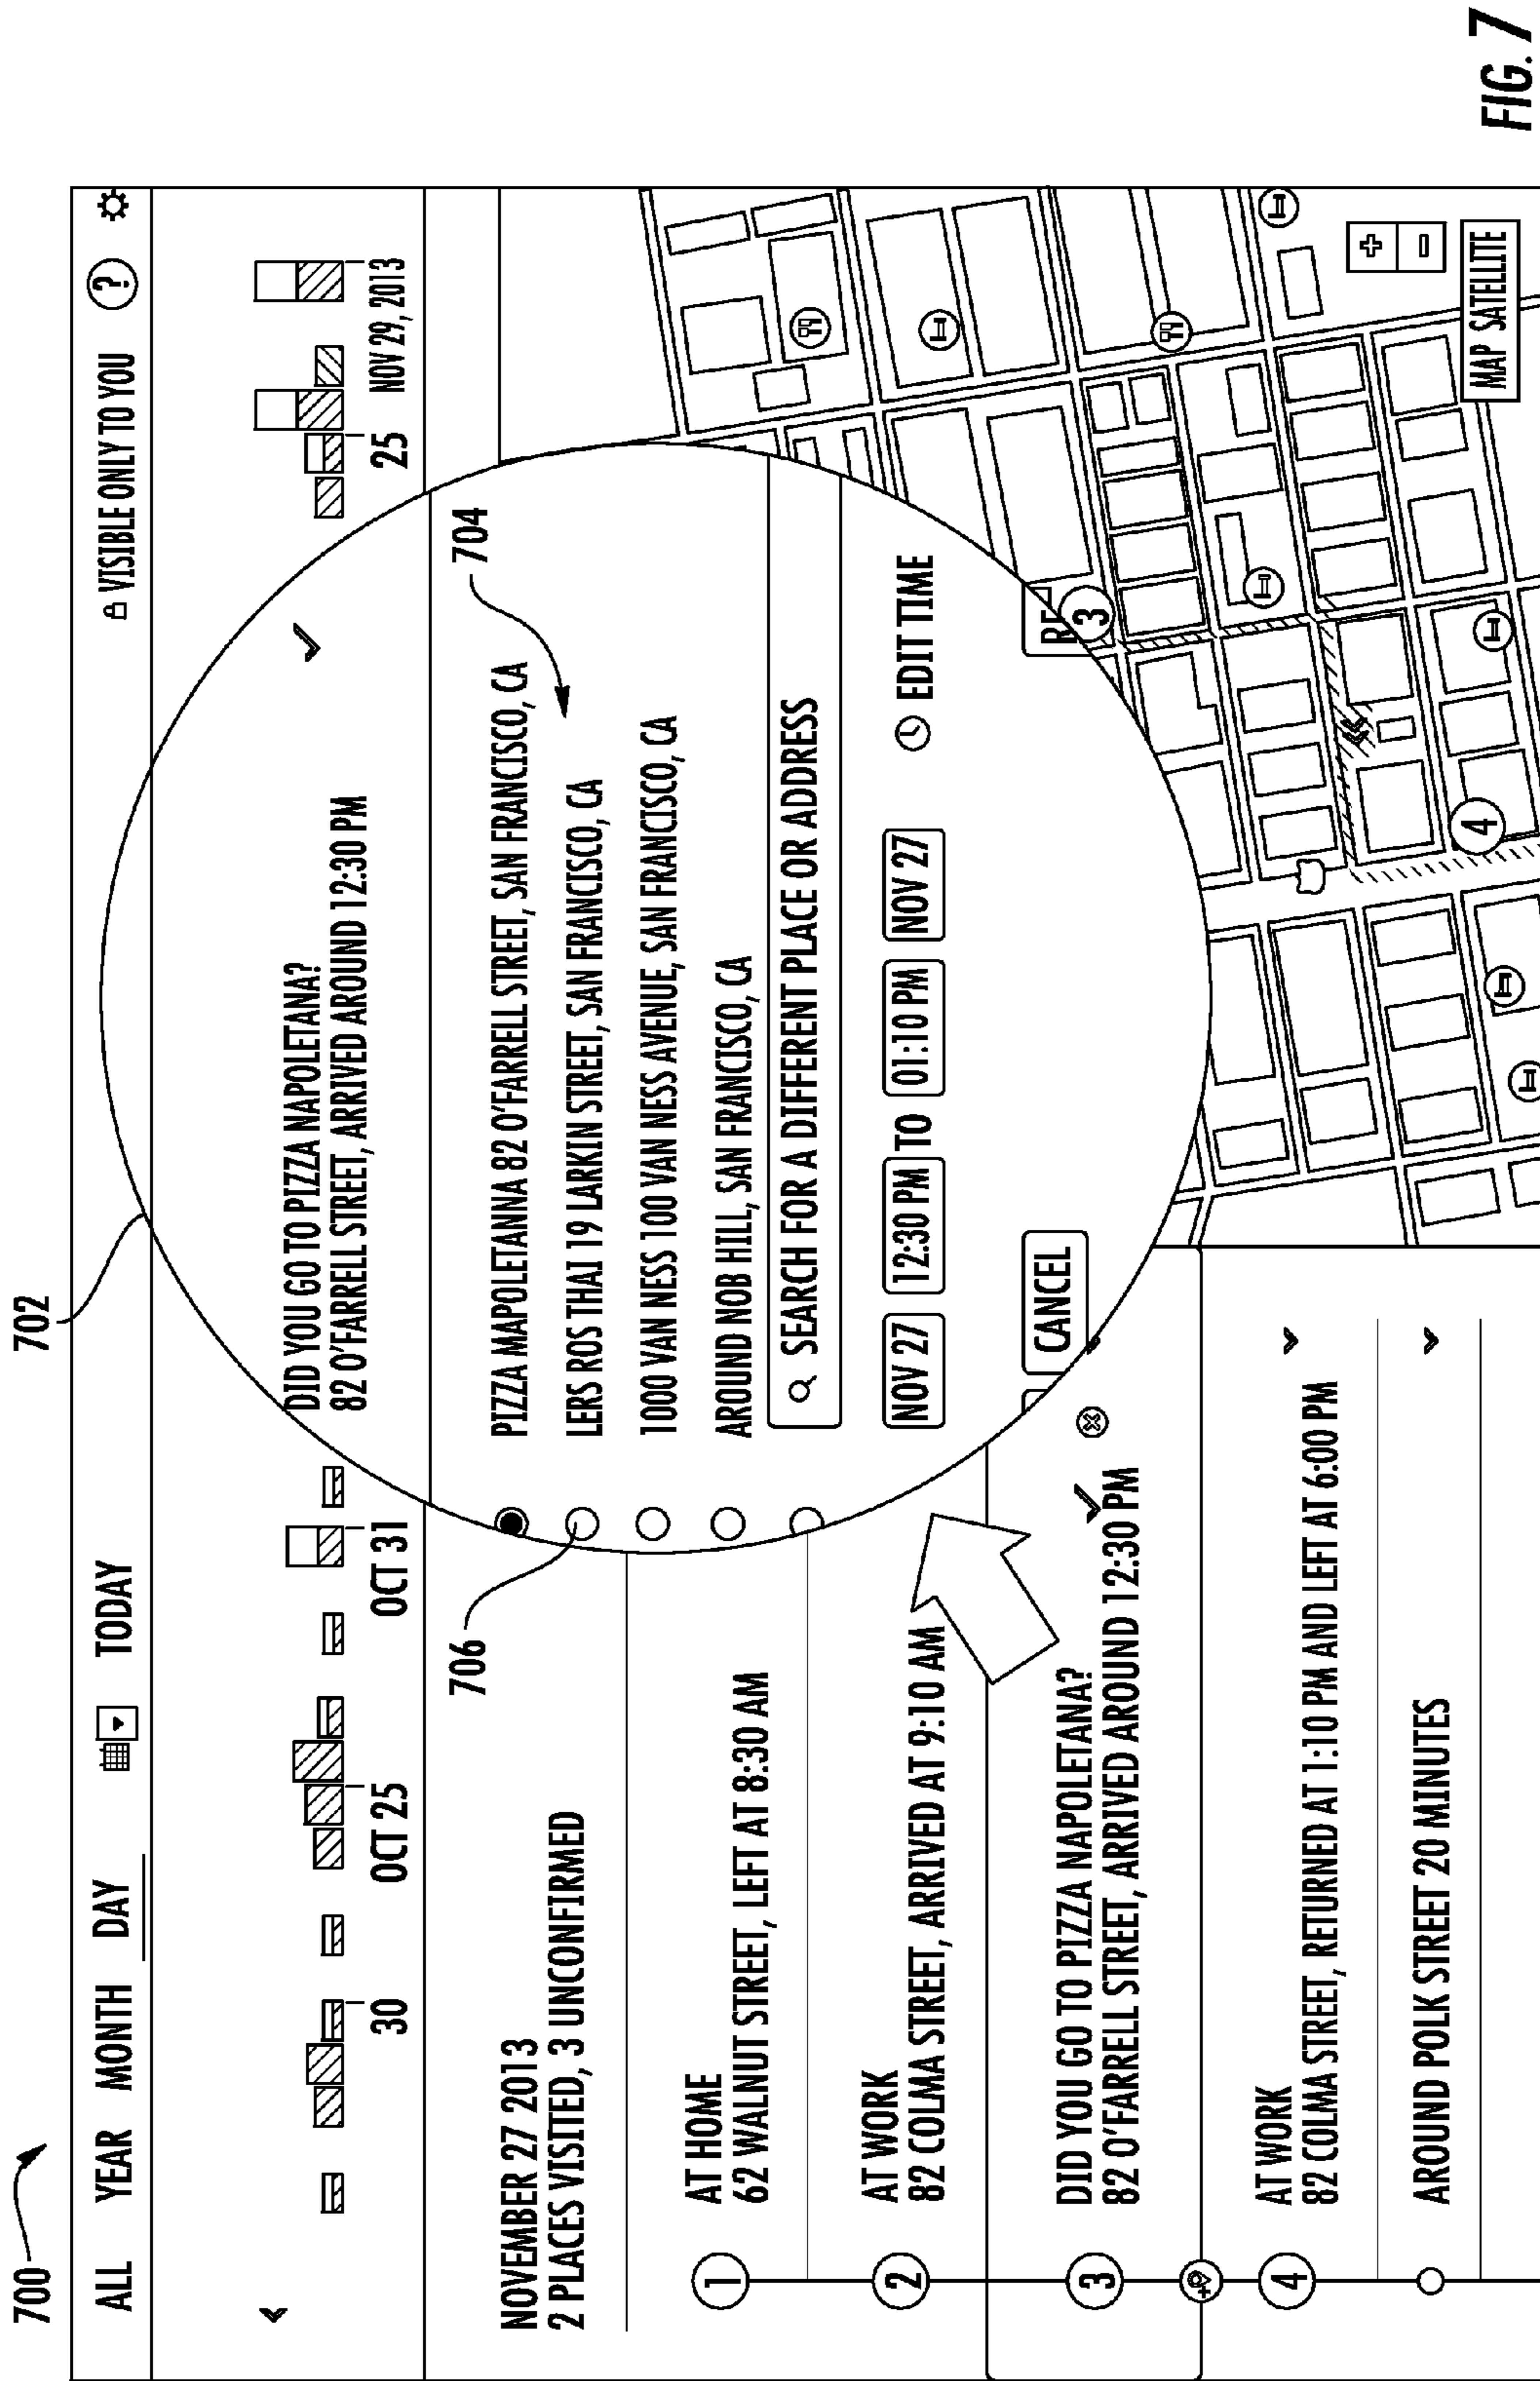 700
702
ALL YEAR MONTH DAY TODAY VISIBLE ONLY TO YOU ?
30 OCT 25 OCT 31 25 NOV 29, 2013
NOVEMBER 27 2013
2 PLACES VISITED, 3 UNCONFIRMED
1 AT HOME
62 WALNUT STREET, LEFT AT 8:30 AM
2 AT WORK
82 COLMA STREET, ARRIVED AT 9:10 AM
3 DID YOU GO TO PIZZA NAPOLETANA?
82 O'FARRELL STREET, ARRIVED AROUND 12:30 PM
4 AT WORK
82 COLMA STREET, RETURNED AT 1:10 PM AND LEFT AT 6:00 PM
AROUND POLK STREET 20 MINUTES
706
704
DID YOU GO TO PIZZA NAPOLETANA?
82 O'FARRELL STREET, ARRIVED AROUND 12:30 PM
PIZZA MAPOLETANNA 82 O'FARRELL STREET, SAN FRANCISCO, CA
LERS ROS THAI 19 LARKIN STREET, SAN FRANCISCO, CA
1000 VAN NESS 100 VAN NESS AVENUE, SAN FRANCISCO, CA
AROUND NOB HILL, SAN FRANCISCO, CA
SEARCH FOR A DIFFERENT PLACE OR ADDRESS
NOV 27 12:30 PM TO 01:10 PM NOV 27 EDIT TIME
CANCEL
RE
3
4
+
-
MAP SATELLITE
FIG. 7